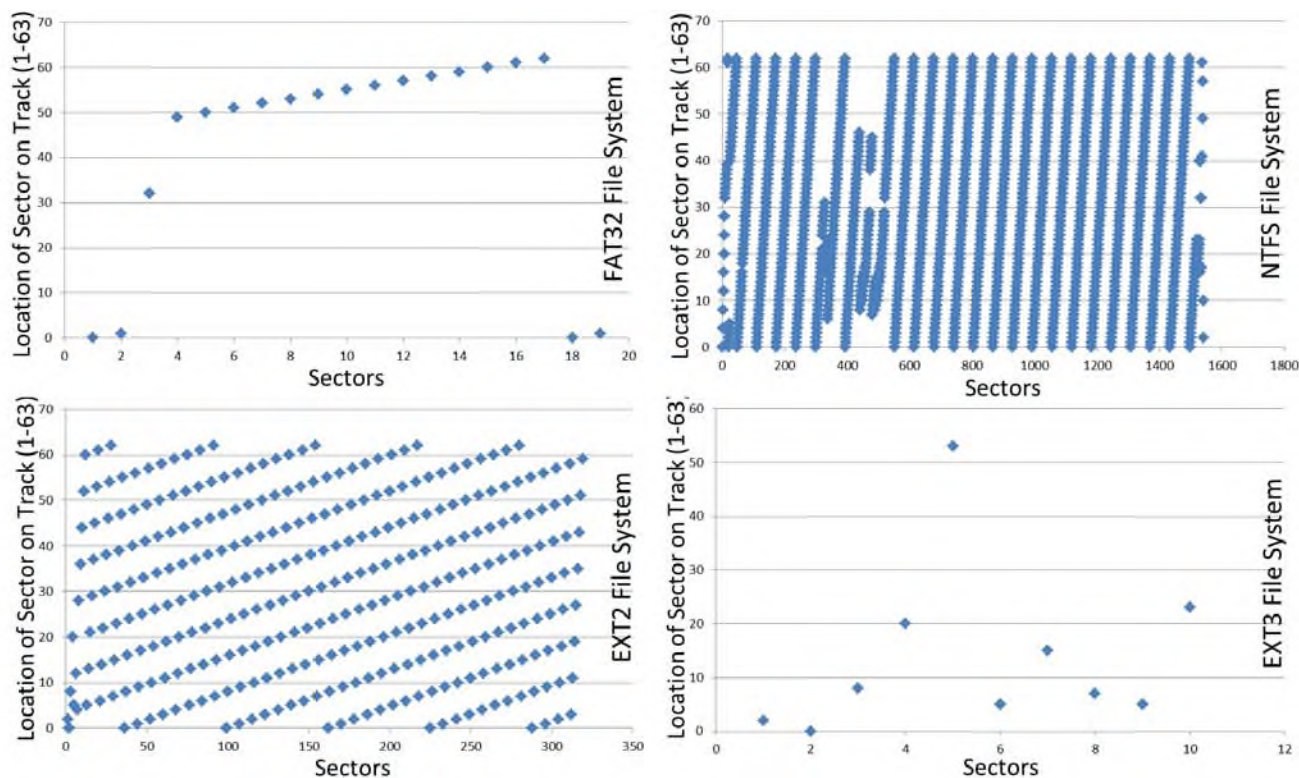 Location of Sector on Track (1-63)
70
60
50
40
30
20
10
0
0 2 4 6 8 10 12 14 16 18 20
Sectors
FAT32 File System
Location of Sector on Track (1-63)
70
60
50
40
30
20
10
0
0 200 400 600 800 1000 1200 1400 1600 1800
Sectors
NTFS File System
Location of Sector on Track (1-63)
70
60
50
40
30
20
10
0
0 50 100 150 200 250 300 350
Sectors
EXT2 File System
Location of Sector on Track (1-63)
60
50
40
30
20
10
0
0 2 4 6 8 10 12
Sectors
EXT3 File System